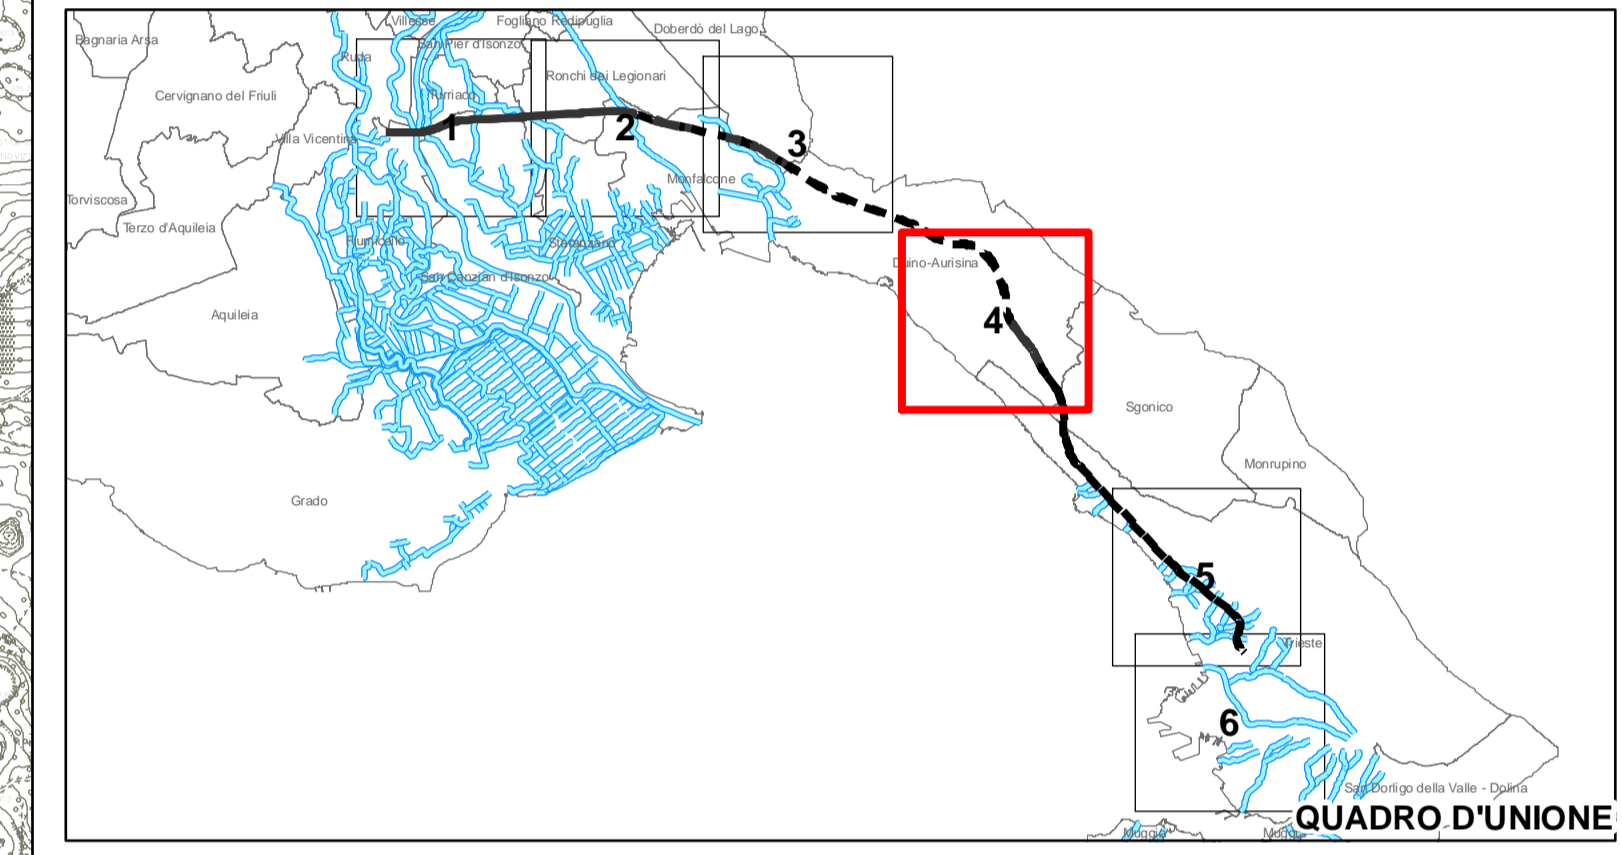 Villesse
Fogliano Redipuglia
Doberdò del Lago
Bagnaria Arsa
San Pier d'Isonzo
Ruda
Ronchi dei Legionari
Cervignano del Friuli
Turriaco
1
2
3
Villa Vicentina
Monfalcone
Torviscosa
Terzo d'Aquileia
Fiumicello
Staranzano
Duino-Aurisina
San Canzian d'Isonzo
Aquileia
4
Sgonico
Monrupino
Grado
5
Trieste
6
San Dorligo della Valle - Dolina
QUADRO D'UNIONE
Muggia
Muggia